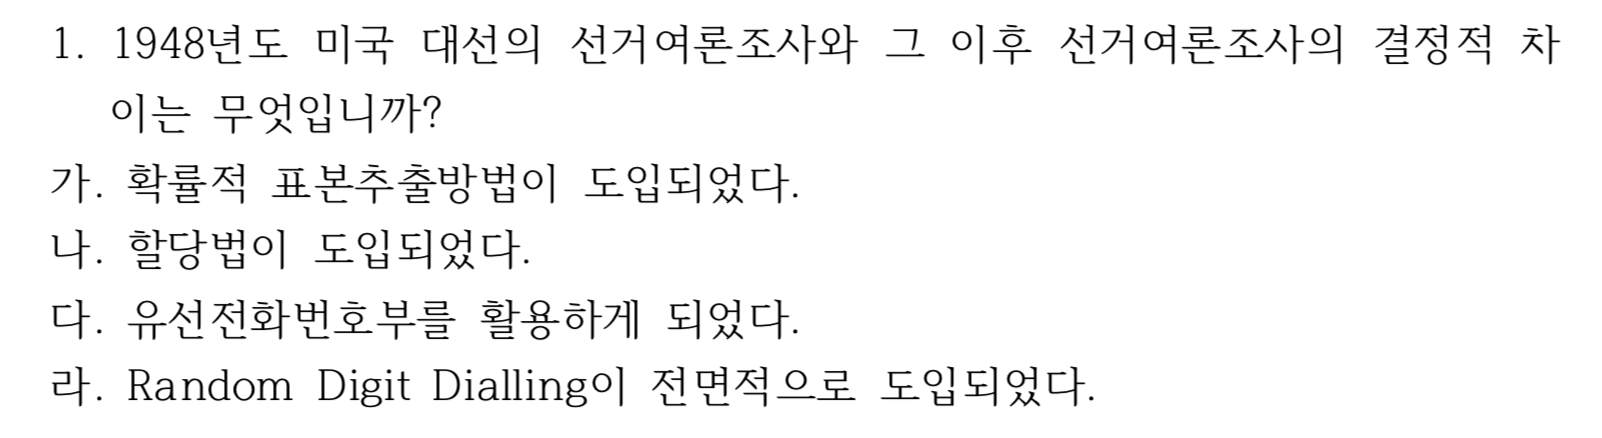 1. 1948년도 미국 대선의 선거여론조사와 그 이후 선거여론조사의 결정적 차
이는 무엇입니까?
가. 확률적 표본추출방법이 도입되었다.
나. 할당법이 도입되었다.
다. 유선전화번호부를 활용하게 되었다.
라. Random Digit Dialling이 전면적으로 도입되었다.